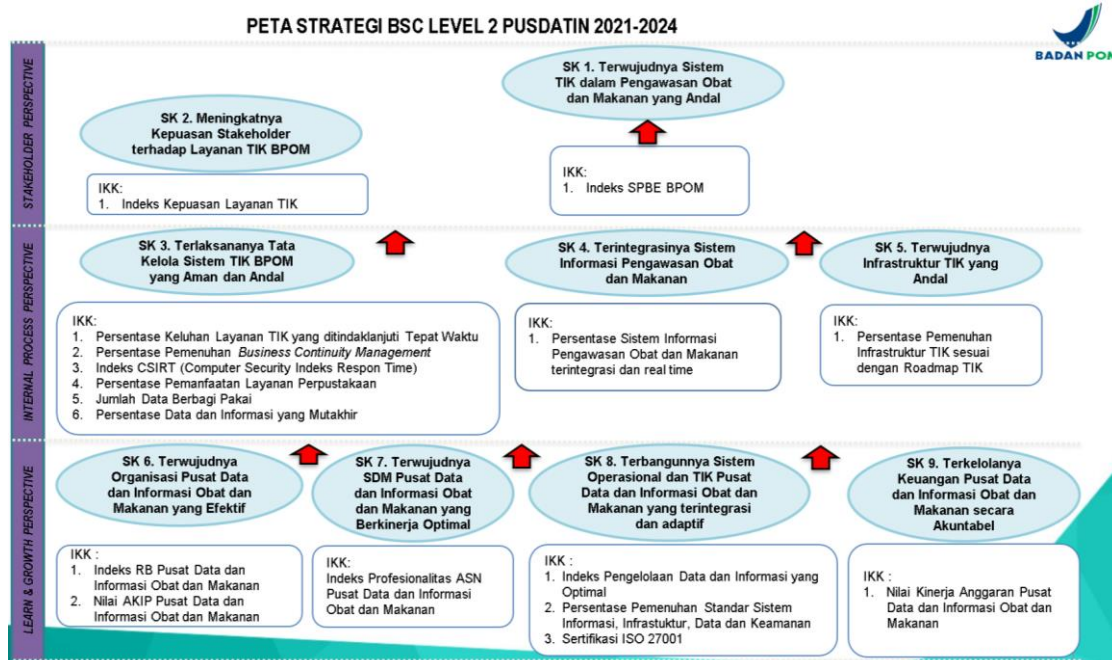 PETA STRATEGI BSC LEVEL 2 PUSDATIN 2021-2024
BADAN POM
STAKEHOLDER PERSPECTIVE
SK 1. Terwujudnya Sistem
TIK dalam Pengawasan Obat
dan Makanan yang Andal
SK 2. Meningkatnya
Kepuasan Stakeholder
terhadap Layanan TIK BPOM
IKK:
1. Indeks Kepuasan Layanan TIK
IKK:
1. Indeks SPBE BPOM
INTERNAL PROCESS PERSPECTIVE
SK 3. Terlaksananya Tata
Kelola Sistem TIK BPOM
yang Aman dan Andal
SK 4. Terintegrasinya Sistem
Informasi Pengawasan Obat
dan Makanan
SK 5. Terwujudnya
Infrastruktur TIK yang
Andal
IKK:
1. Persentase Keluhan Layanan TIK yang ditindaklanjuti Tepat Waktu
2. Persentase Pemenuhan Business Continuity Management
3. Indeks CSIRT (Computer Security Indeks Respon Time)
4. Persentase Pemanfaatan Layanan Perpustakaan
5. Jumlah Data Berbagi Pakai
6. Persentase Data dan Informasi yang Mutakhir
IKK:
1. Persentase Sistem Informasi
Pengawasan Obat dan Makanan
terintegrasi dan real time
IKK:
1. Persentase Pemenuhan
Infrastruktur TIK sesuai
dengan Roadmap TIK
LEARN & GROWTH PERSPECTIVE
SK 6. Terwujudnya
Organisasi Pusat Data
dan Informasi Obat dan
Makanan yang Efektif
SK 7. Terwujudnya
SDM Pusat Data
dan Informasi Obat
dan Makanan yang
Berkinerja Optimal
SK 8. Terbangunnya Sistem
Operasional dan TIK Pusat
Data dan Informasi Obat dan
Makanan yang terintegrasi
dan adaptif
SK 9. Terkelolanya
Keuangan Pusat Data
dan Informasi Obat dan
Makanan secara
Akuntabel
IKK :
1. Indeks RB Pusat Data dan
Informasi Obat dan Makanan
2. Nilai AKIP Pusat Data dan
Informasi Obat dan Makanan
IKK:
Indeks Profesionalitas ASN
Pusat Data dan Informasi
Obat dan Makanan
IKK :
1. Indeks Pengelolaan Data dan Informasi yang
Optimal
2. Persentase Pemenuhan Standar Sistem
Informasi, Infrastuktur, Data dan Keamanan
3. Sertifikasi ISO 27001
IKK :
1. Nilai Kinerja Anggaran Pusat
Data dan Informasi Obat dan
Makanan